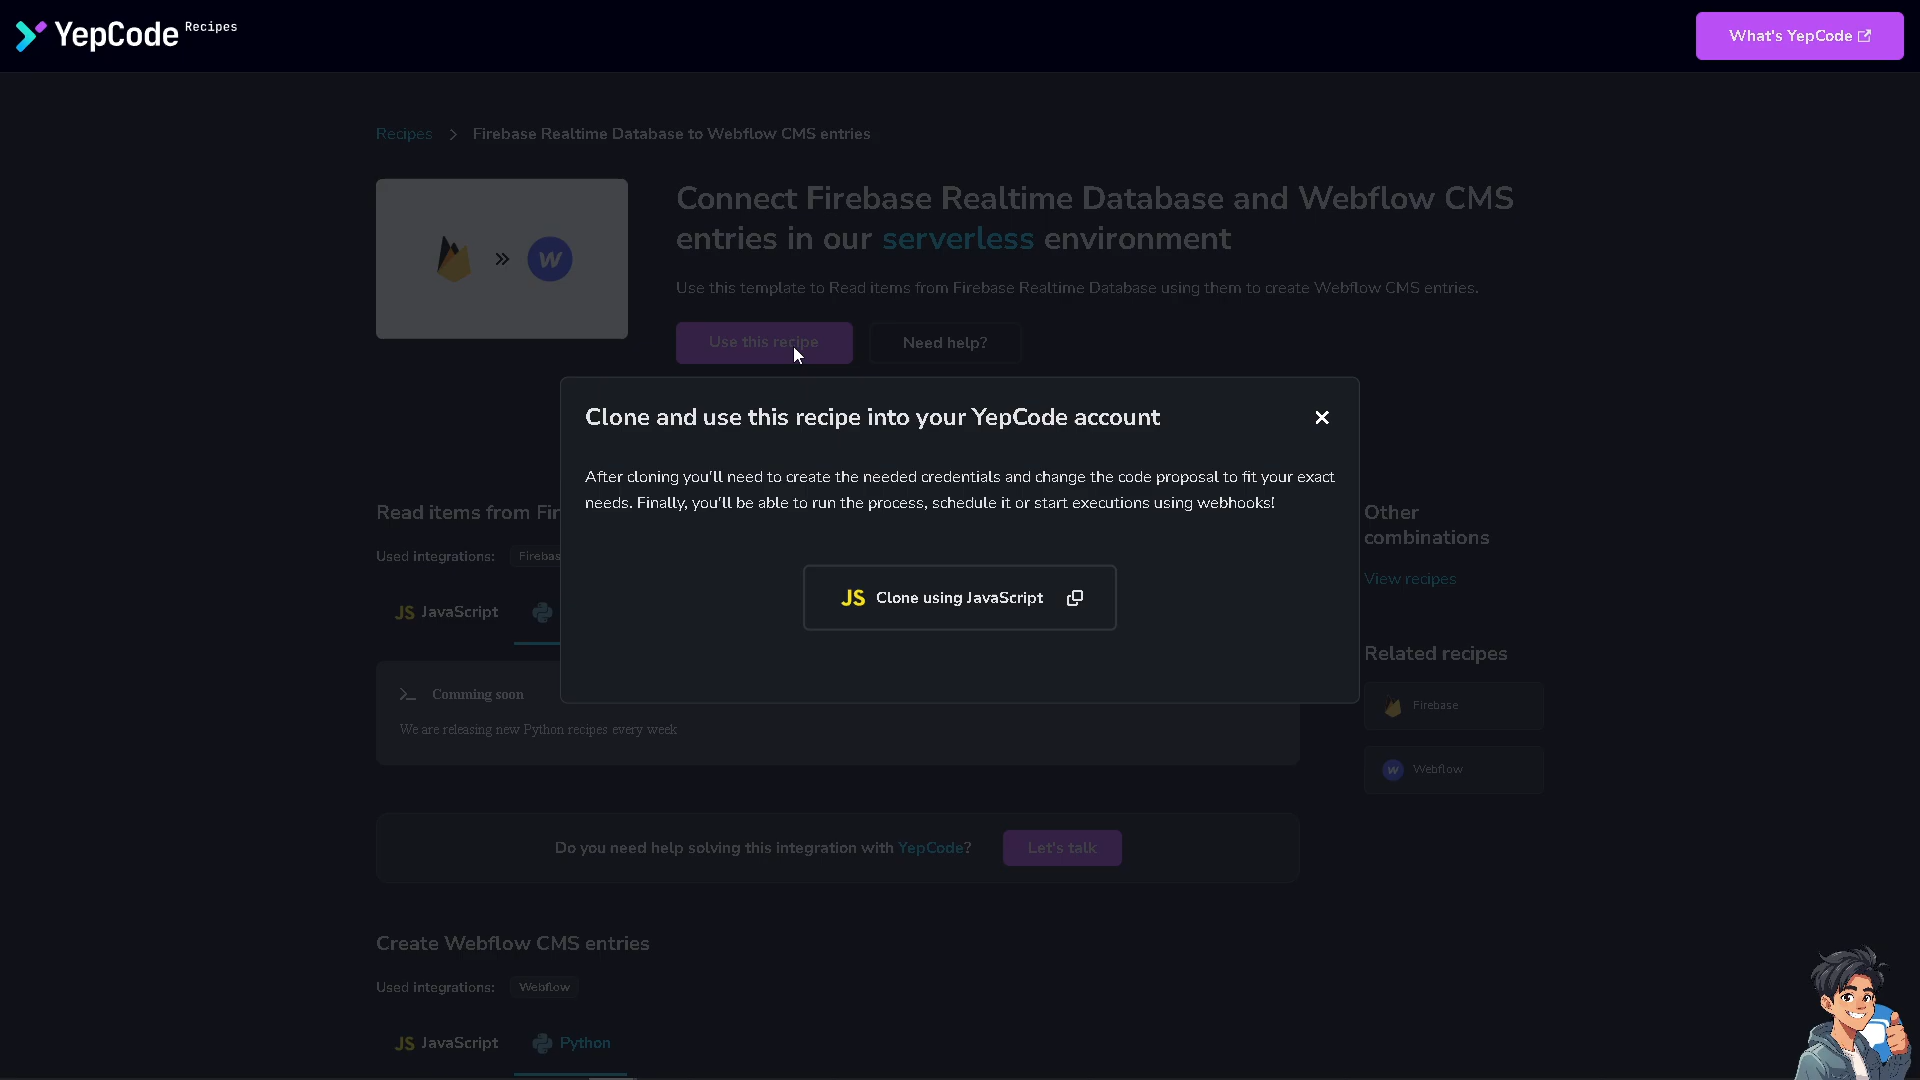 YepCode Recipes
What's YepCode
Recipes > Firebase Realtime Database to Webflow CMS entries
Connect Firebase Realtime Database and Webflow CMS
entries in our serverless environment
Use this template to Read items from Firebase Realtime Database using them to create Webflow CMS entries.
Use this recipe
Need help?
Clone and use this recipe into your YepCode account
After cloning you'll need to create the needed credentials and change the code proposal to fit your exact
needs. Finally, you'll be able to run the process, schedule it or start executions using webhooks!
JS Clone using JavaScript
Read items from Fir
Used integrations: Firebas
JS JavaScript
Comming soon
We are releasing new Python recipes every week
Other
combinations
View recipes
Related recipes
Firebase
Webflow
Do you need help solving this integration with YepCode?
Let's talk
Create Webflow CMS entries
Used integrations: Webflow
JS JavaScript
Python